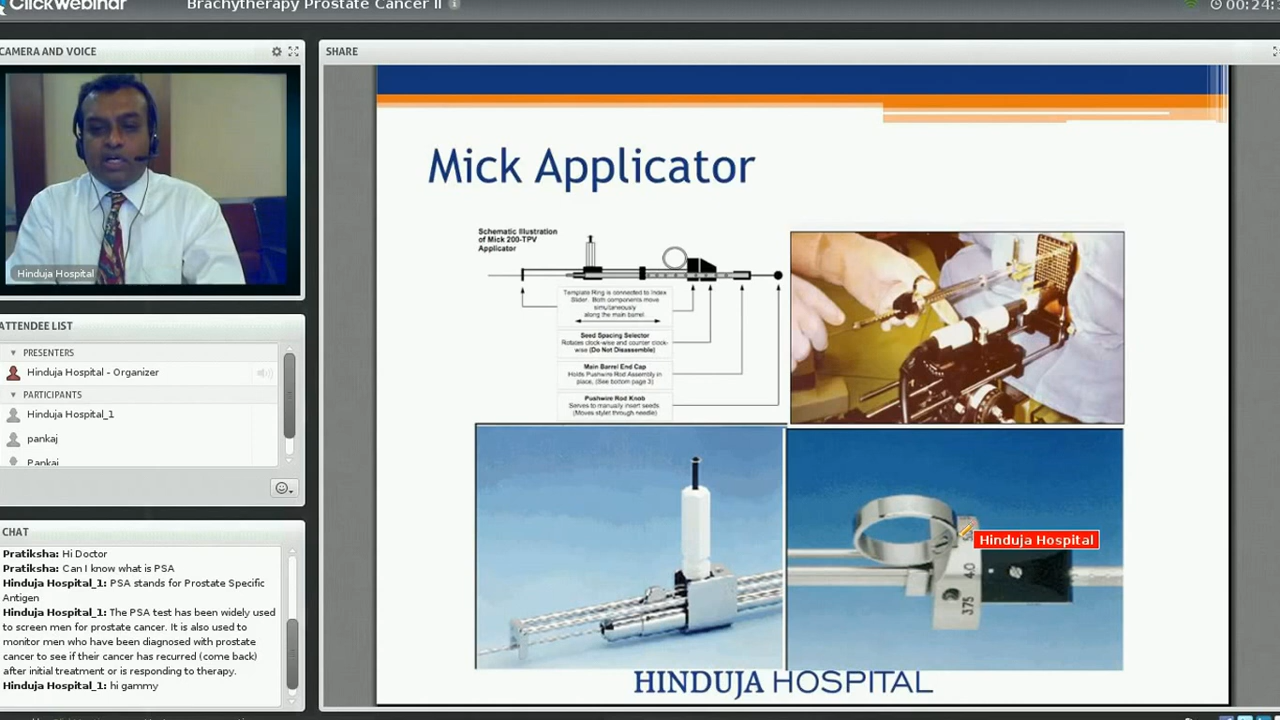 ClickWebinar
Brachytherapy Prostate Cancer II
00:24:
CAMERA AND VOICE
Hinduja Hospital
ATTENDEE LIST
PRESENTERS
Hinduja Hospital - Organizer
PARTICIPANTS
Hinduja Hospital_1
pankaj
Pankaj
CHAT
Pratiksha: Hi Doctor
Pratiksha: Can I know what is PSA
Hinduja Hospital_1: PSA stands for Prostate Specific
Antigen
Hinduja Hospital_1: The PSA test has been widely used
to screen men for prostate cancer. It is also used to
monitor men who have been diagnosed with prostate
cancer to see if their cancer has recurred (come back)
after initial treatment or is responding to therapy.
Hinduja Hospital_1: hi gammy
SHARE
Mick Applicator
Schematic Illustration
of Mick 200-TPV
Applicator
Template Ring is connected to Index
Slider. Both components move
simultaneously
along the main barrel.
Seed Spacing Selector
Rotates clock-wise and counter clock-
wise (Do Not Disassemble)
Main Barrel End Cap
Holds Pushwire Rod Assembly in
place, (See bottom page 3)
Pushwire Rod Knob
Serves to manually insert seeds
(Moves stylet through needle)
Hinduja Hospital
40
375
HINDUJA HOSPITAL